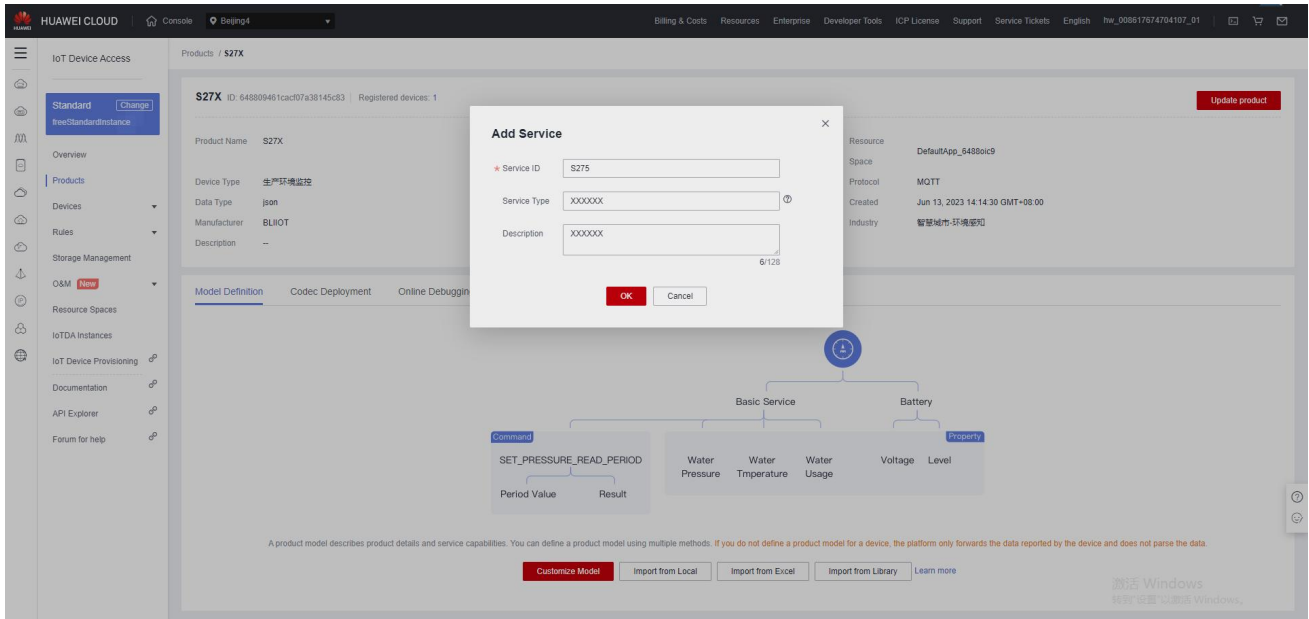 HUAWEI
HUAWEI CLOUD
Console
Beijing4
Billing & Costs Resources Enterprise Developer Tools ICP License Support Service Tickets English hw_008617674704107_01
IoT Device Access
Products / S27X
Standard Change
freeStandardInstance
Overview
Products
Devices
Rules
Storage Management
O&M New
Resource Spaces
IoTDA Instances
IoT Device Provisioning
Documentation
API Explorer
Forum for help
S27X ID: 648809461cacf07a38145c83 Registered devices: 1
Update product
Product Name S27X
Device Type 生产环境监控
Data Type json
Manufacturer BLIIOT
Description --
Resource Space DefaultApp_6488oic9
Protocol MQTT
Created Jun 13, 2023 14:14:30 GMT+08:00
Industry 智慧城市-环境感知
Add Service
* Service ID S275
Service Type XXXXXX
Description XXXXXX
6/128
OK Cancel
Model Definition Codec Deployment Online Debuggin
Basic Service Battery
Command Property
SET_PRESSURE_READ_PERIOD
Water Pressure Water Tmperature Water Usage Voltage Level
Period Value Result
A product model describes product details and service capabilities. You can define a product model using multiple methods. If you do not define a product model for a device, the platform only forwards the data reported by the device and does not parse the data.
Customize Model Import from Local Import from Excel Import from Library Learn more
激活 Windows
转到"设置"以激活 Windows。